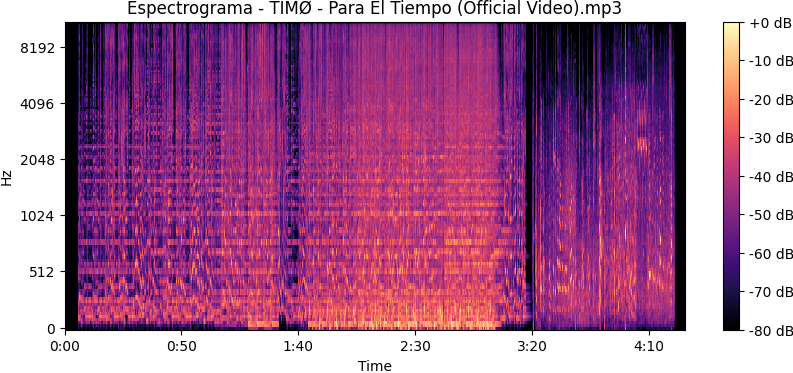 Espectrograma - TIMØ - Para El Tiempo (Official Video).mp3
+0 dB
8192
-10 dB
4096
-20 dB
-30 dB
2048
Hz
-40 dB
1024
-50 dB
-60 dB
512
-70 dB
0
-80 dB
0:00 0:50 1:40 2:30 3:20 4:10
Time